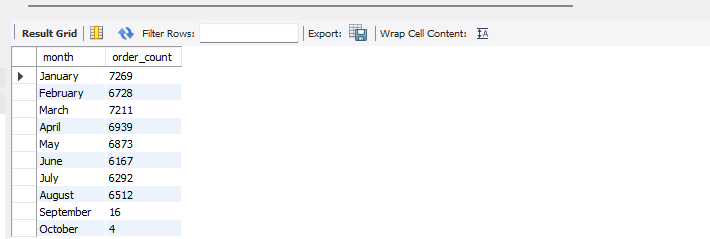 Result Grid Filter Rows: Export: Wrap Cell Content:
month order_count
January 7269
February 6728
March 7211
April 6939
May 6873
June 6167
July 6292
August 6512
September 16
October 4